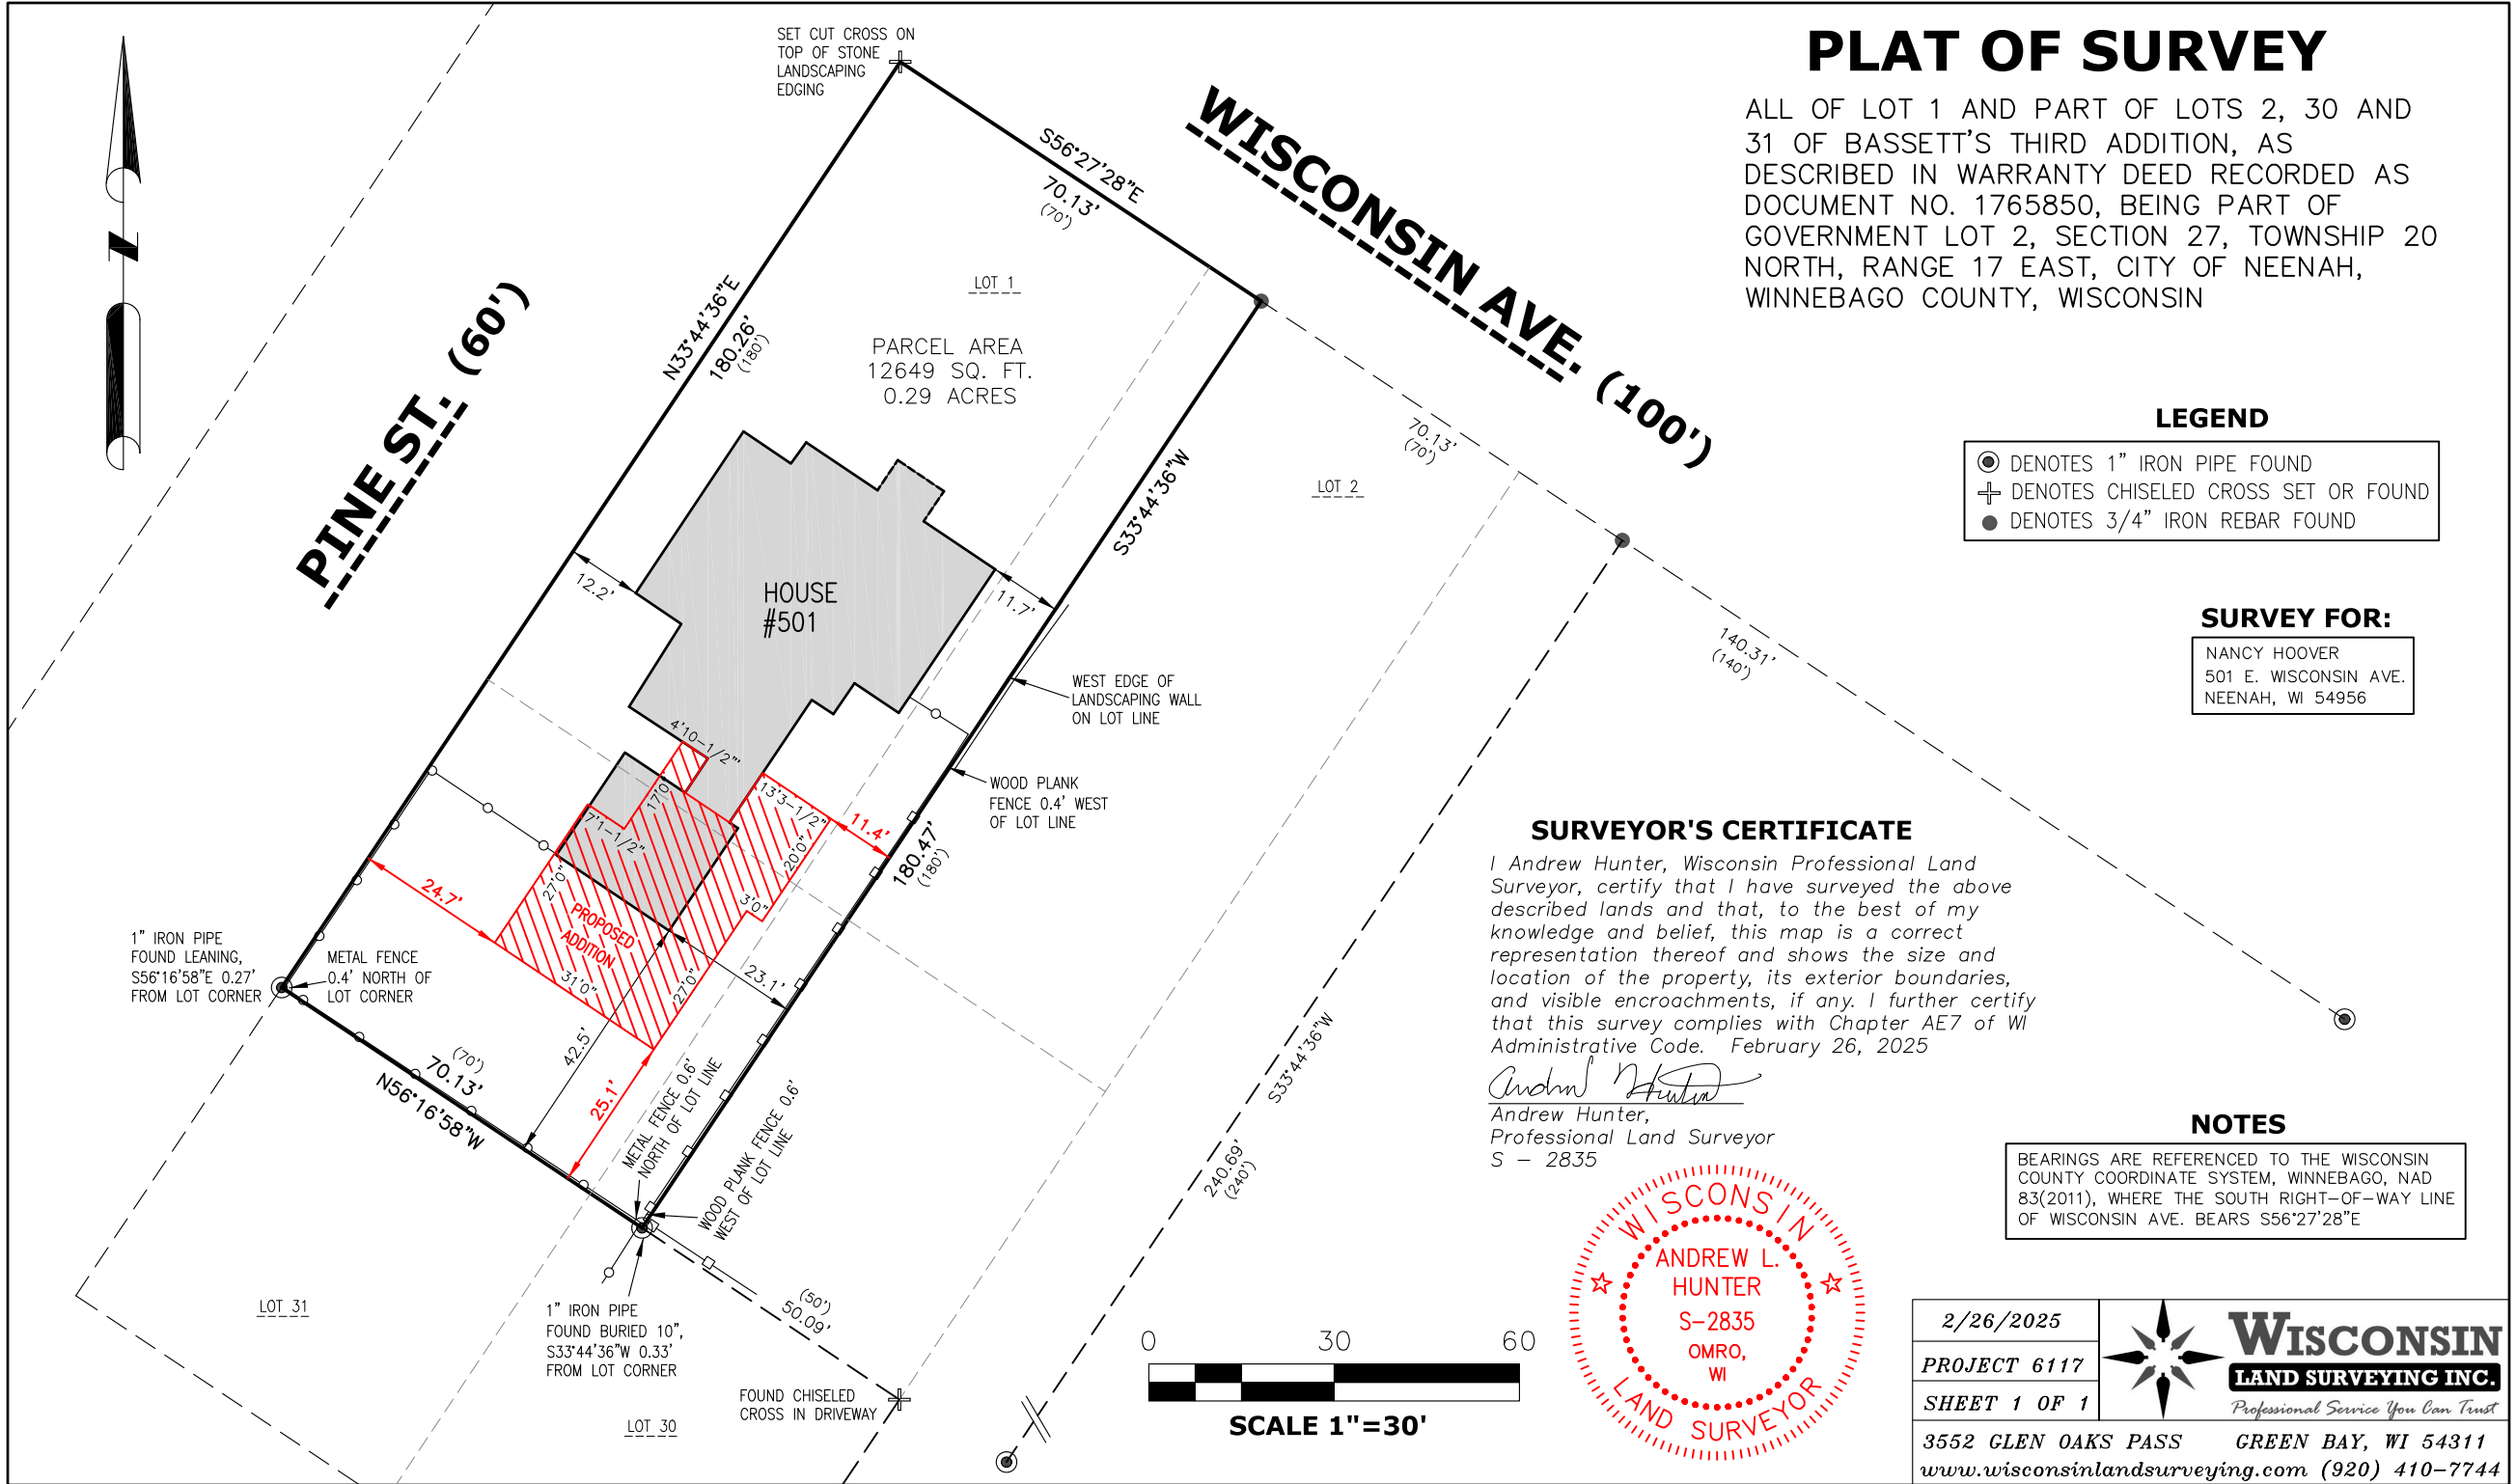 PLAT OF SURVEY
ALL OF LOT 1 AND PART OF LOTS 2, 30 AND
31 OF BASSETT'S THIRD ADDITION, AS
DESCRIBED IN WARRANTY DEED RECORDED AS
DOCUMENT NO. 1765850, BEING PART OF
GOVERNMENT LOT 2, SECTION 27, TOWNSHIP 20
NORTH, RANGE 17 EAST, CITY OF NEENAH,
WINNEBAGO COUNTY, WISCONSIN
N
SET CUT CROSS ON
TOP OF STONE
LANDSCAPING
EDGING
WISCONSIN AVE. (100')
PINE ST. (60')
S56°27'28"E
70.13'
(70')
N33°44'36"E
180.26'
(180')
LOT 1
PARCEL AREA
12649 SQ. FT.
0.29 ACRES
S33°44'36"W
70.13'
(70')
LOT 2
140.31'
(140')
HOUSE
#501
12.2'
11.7'
WEST EDGE OF
LANDSCAPING WALL
ON LOT LINE
WOOD PLANK
FENCE 0.4' WEST
OF LOT LINE
180.47'
(180')
4'10-1/2"
17'0"
7'1-1/2"
13'3-1/2"
11.4'
20'0"
3'0"
27'0"
24.7'
PROPOSED
ADDITION
31'0"
27'0"
23.1'
42.5'
25.1'
1" IRON PIPE
FOUND LEANING,
S56°16'58"E 0.27'
FROM LOT CORNER
METAL FENCE
0.4' NORTH OF
LOT CORNER
(70')
70.13'
N56°16'58"W
METAL FENCE 0.6'
NORTH OF LOT LINE
WOOD PLANK FENCE 0.6'
WEST OF LOT LINE
1" IRON PIPE
FOUND BURIED 10",
S33°44'36"W 0.33'
FROM LOT CORNER
(50')
50.09'
S33°44'36"W
240.69'
(240')
LOT 31
LOT 30
FOUND CHISELED
CROSS IN DRIVEWAY
0 30 60
SCALE 1"=30'
LEGEND
DENOTES 1" IRON PIPE FOUND
DENOTES CHISELED CROSS SET OR FOUND
DENOTES 3/4" IRON REBAR FOUND
SURVEY FOR:
NANCY HOOVER
501 E. WISCONSIN AVE.
NEENAH, WI 54956
SURVEYOR'S CERTIFICATE
I Andrew Hunter, Wisconsin Professional Land
Surveyor, certify that I have surveyed the above
described lands and that, to the best of my
knowledge and belief, this map is a correct
representation thereof and shows the size and
location of the property, its exterior boundaries,
and visible encroachments, if any. I further certify
that this survey complies with Chapter AE7 of WI
Administrative Code. February 26, 2025
Andrew Hunter
Andrew Hunter,
Professional Land Surveyor
S - 2835
WISCONSIN
ANDREW L.
HUNTER
S-2835
OMRO,
WI
LAND SURVEYOR
NOTES
BEARINGS ARE REFERENCED TO THE WISCONSIN
COUNTY COORDINATE SYSTEM, WINNEBAGO, NAD
83(2011), WHERE THE SOUTH RIGHT-OF-WAY LINE
OF WISCONSIN AVE. BEARS S56°27'28"E
2/26/2025
PROJECT 6117
SHEET 1 OF 1
WISCONSIN
LAND SURVEYING INC.
Professional Service You Can Trust
3552 GLEN OAKS PASS GREEN BAY, WI 54311
www.wisconsinlandsurveying.com (920) 410-7744